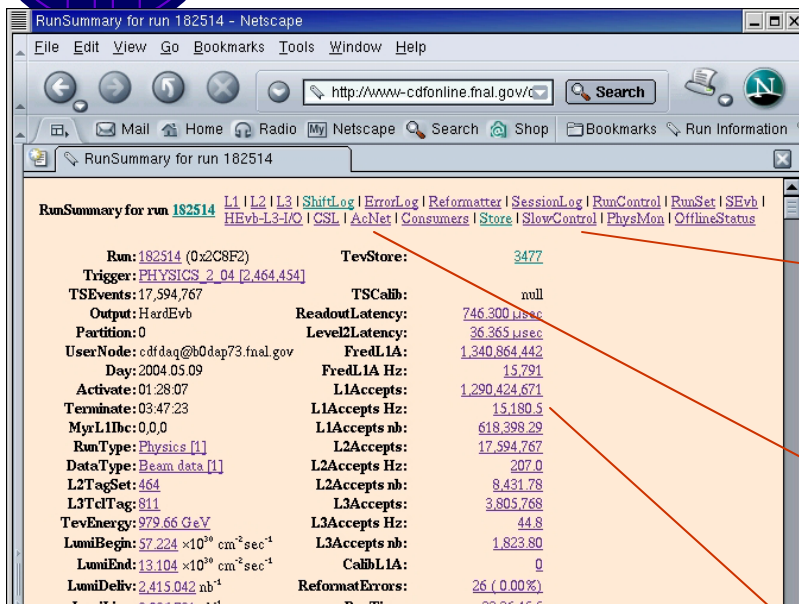 RunSummary for run 182514 - Netscape
File Edit View Go Bookmarks Tools Window Help
http://www-cdfonline.fnal.gov/c Search
N
Mail Home Radio My Netscape Search Shop Bookmarks Run Information
RunSummary for run 182514
RunSummary for run 182514 L1 | L2 | L3 | ShiftLog | ErrorLog | Reformatter | SessionLog | RunControl | RunSet | SEvb |
HEvb-L3-I/O | CSL | AcNet | Consumers | Store | SlowControl | PhysMon | OfflineStatus
Run: 182514 (0x2C8F2) TevStore: 3477
Trigger: PHYSICS_2_04 [2,464,454]
TSEvents: 17,594,767 TSCalib: null
Output: HardEvb ReadoutLatency: 746.300 µsec
Partition: 0 Level2Latency: 36.365 µsec
UserNode: cdfdaq@b0dap73.fnal.gov FredL1A: 1,340,864,442
Day: 2004.05.09 FredL1A Hz: 15,791
Activate: 01:28:07 L1Accepts: 1,290,424,671
Terminate: 03:47:23 L1Accepts Hz: 15,180.5
MyrL1Ibc: 0,0,0 L1Accepts nb: 618,398.29
RunType: Physics [1] L2Accepts: 17,594,767
DataType: Beam data [1] L2Accepts Hz: 207.0
L2TagSet: 464 L2Accepts nb: 8,431.78
L3TclTag: 811 L3Accepts: 3,805,768
TevEnergy: 979.66 GeV L3Accepts Hz: 44.8
LumiBegin: 57.224 ×10³⁰ cm⁻²sec⁻¹ L3Accepts nb: 1,823.80
LumiEnd: 13.104 ×10³⁰ cm⁻²sec⁻¹ CalibL1A: 0
LumiDeliv: 2,415.042 nb⁻¹ ReformatErrors: 26 ( 0.00%)